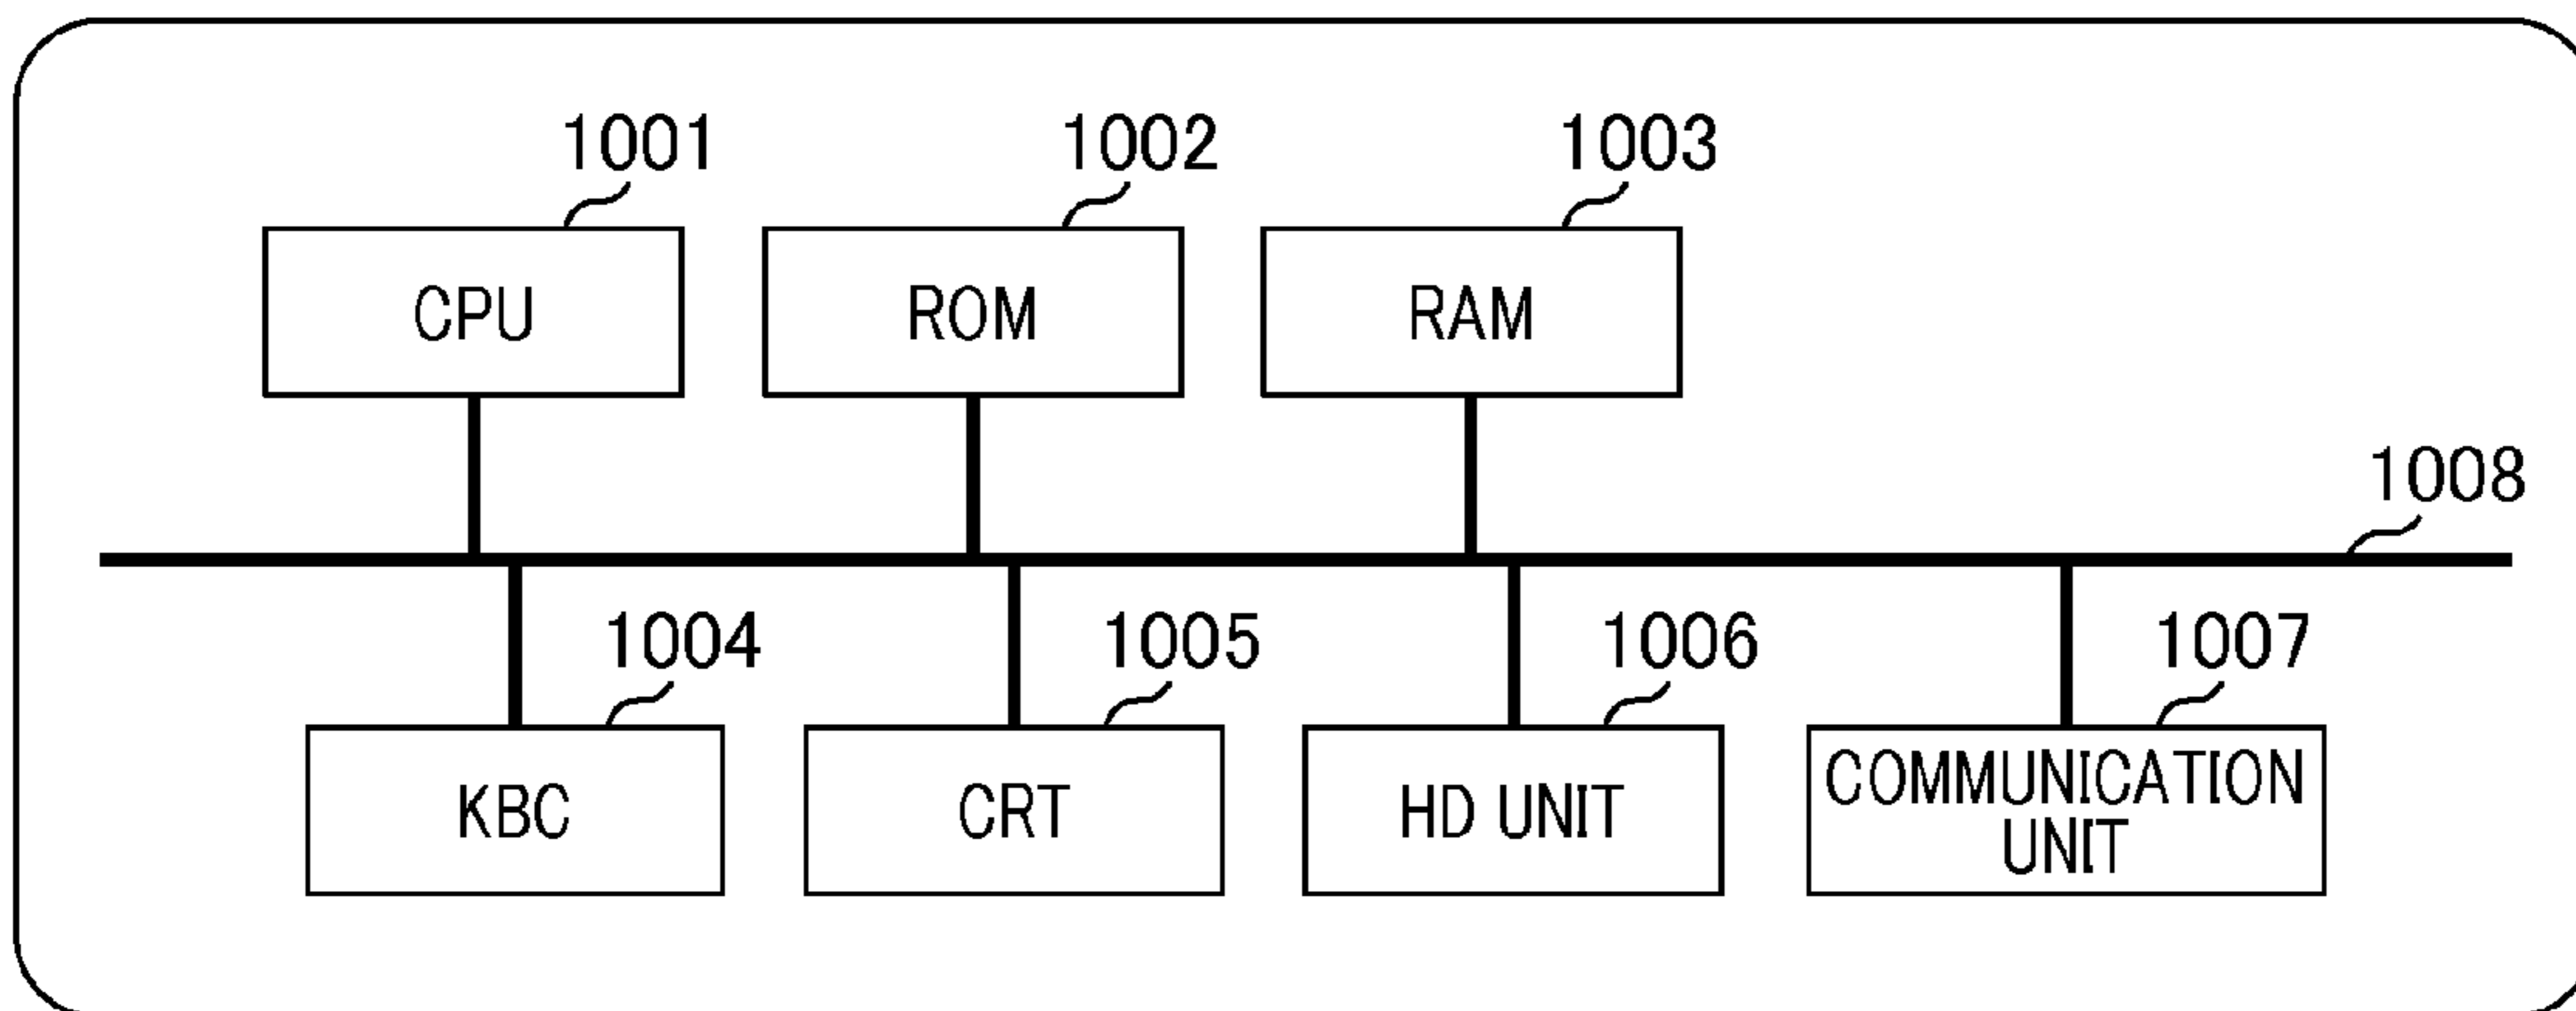 1001
1002
1003
CPU
ROM
RAM
1008
1004
1005
1006
1007
KBC
CRT
HD UNIT
COMMUNICATION
UNIT